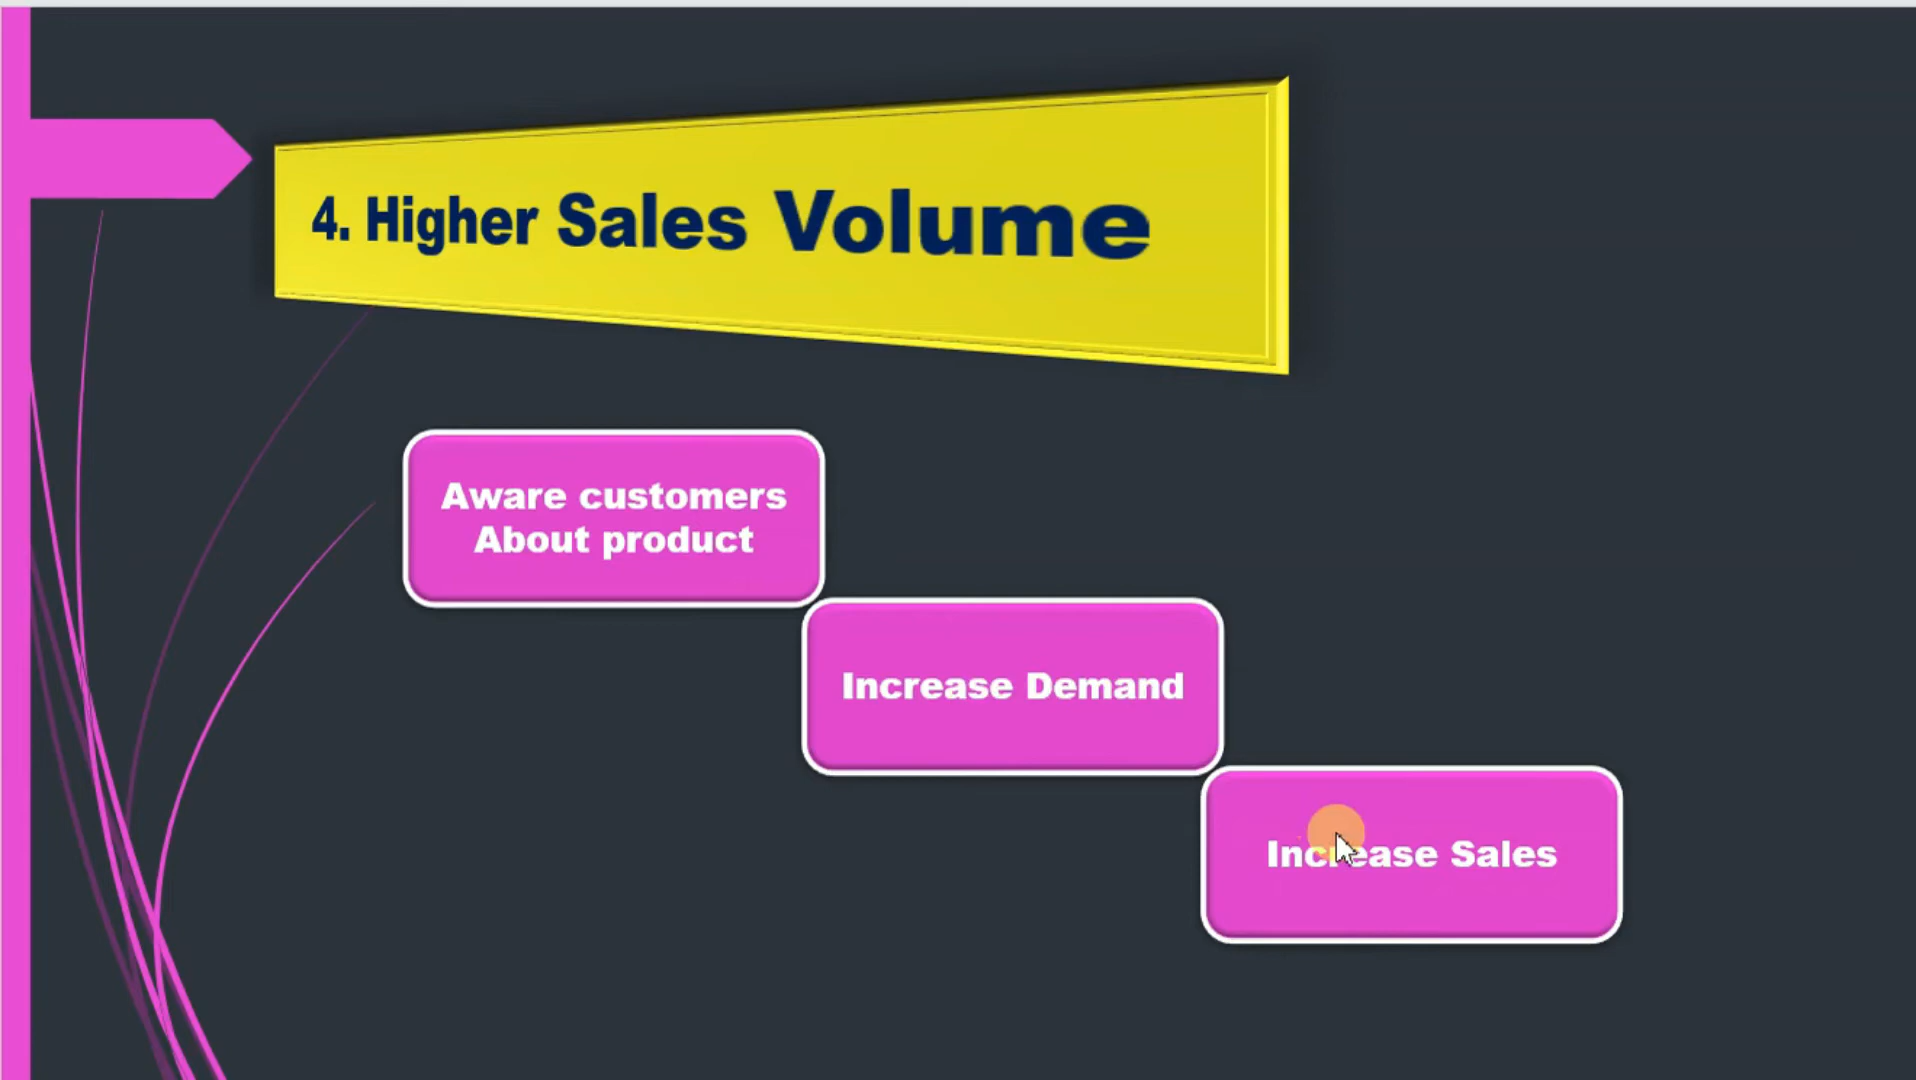 4. Higher Sales Volume
Aware customers
About product
Increase Demand
Increase Sales